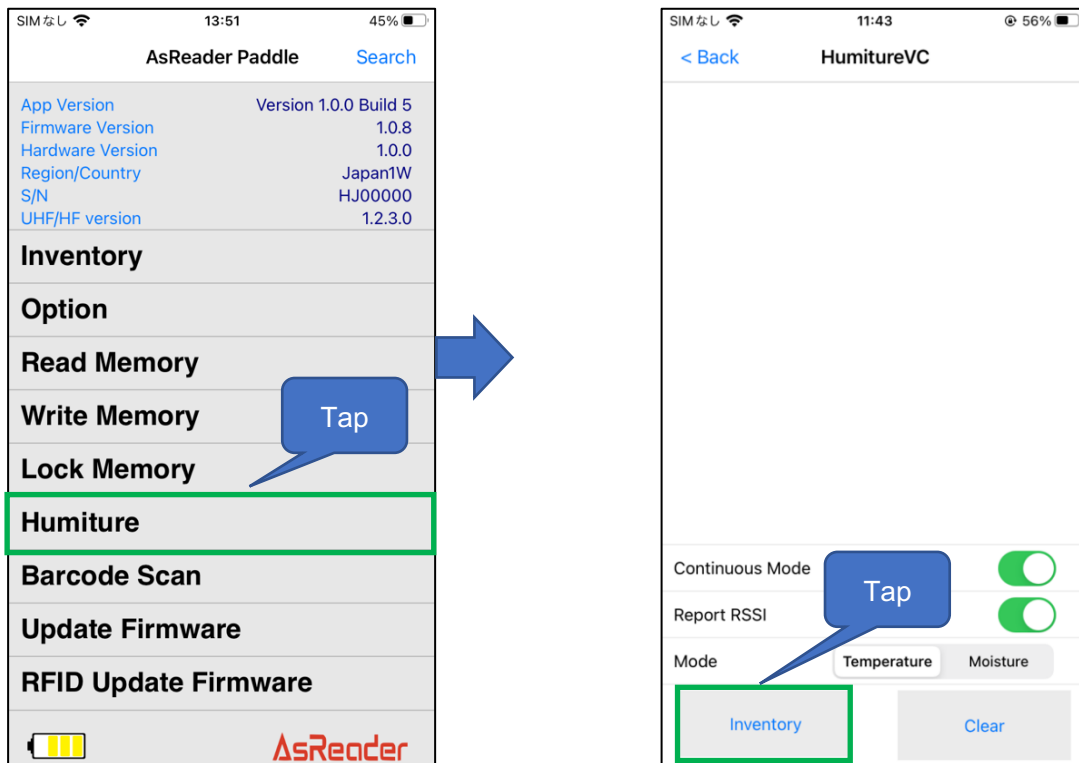 SIMなし 13:51 45%
AsReader Paddle Search
App Version Version 1.0.0 Build 5
Firmware Version 1.0.8
Hardware Version 1.0.0
Region/Country Japan1W
S/N HJ00000
UHF/HF version 1.2.3.0
Inventory
Option
Read Memory
Write Memory
Tap
Lock Memory
Humiture
Barcode Scan
Update Firmware
RFID Update Firmware
AsReader
SIMなし 11:43 56%
< Back HumitureVC
Continuous Mode
Tap
Report RSSI
Mode Temperature Moisture
Inventory Clear